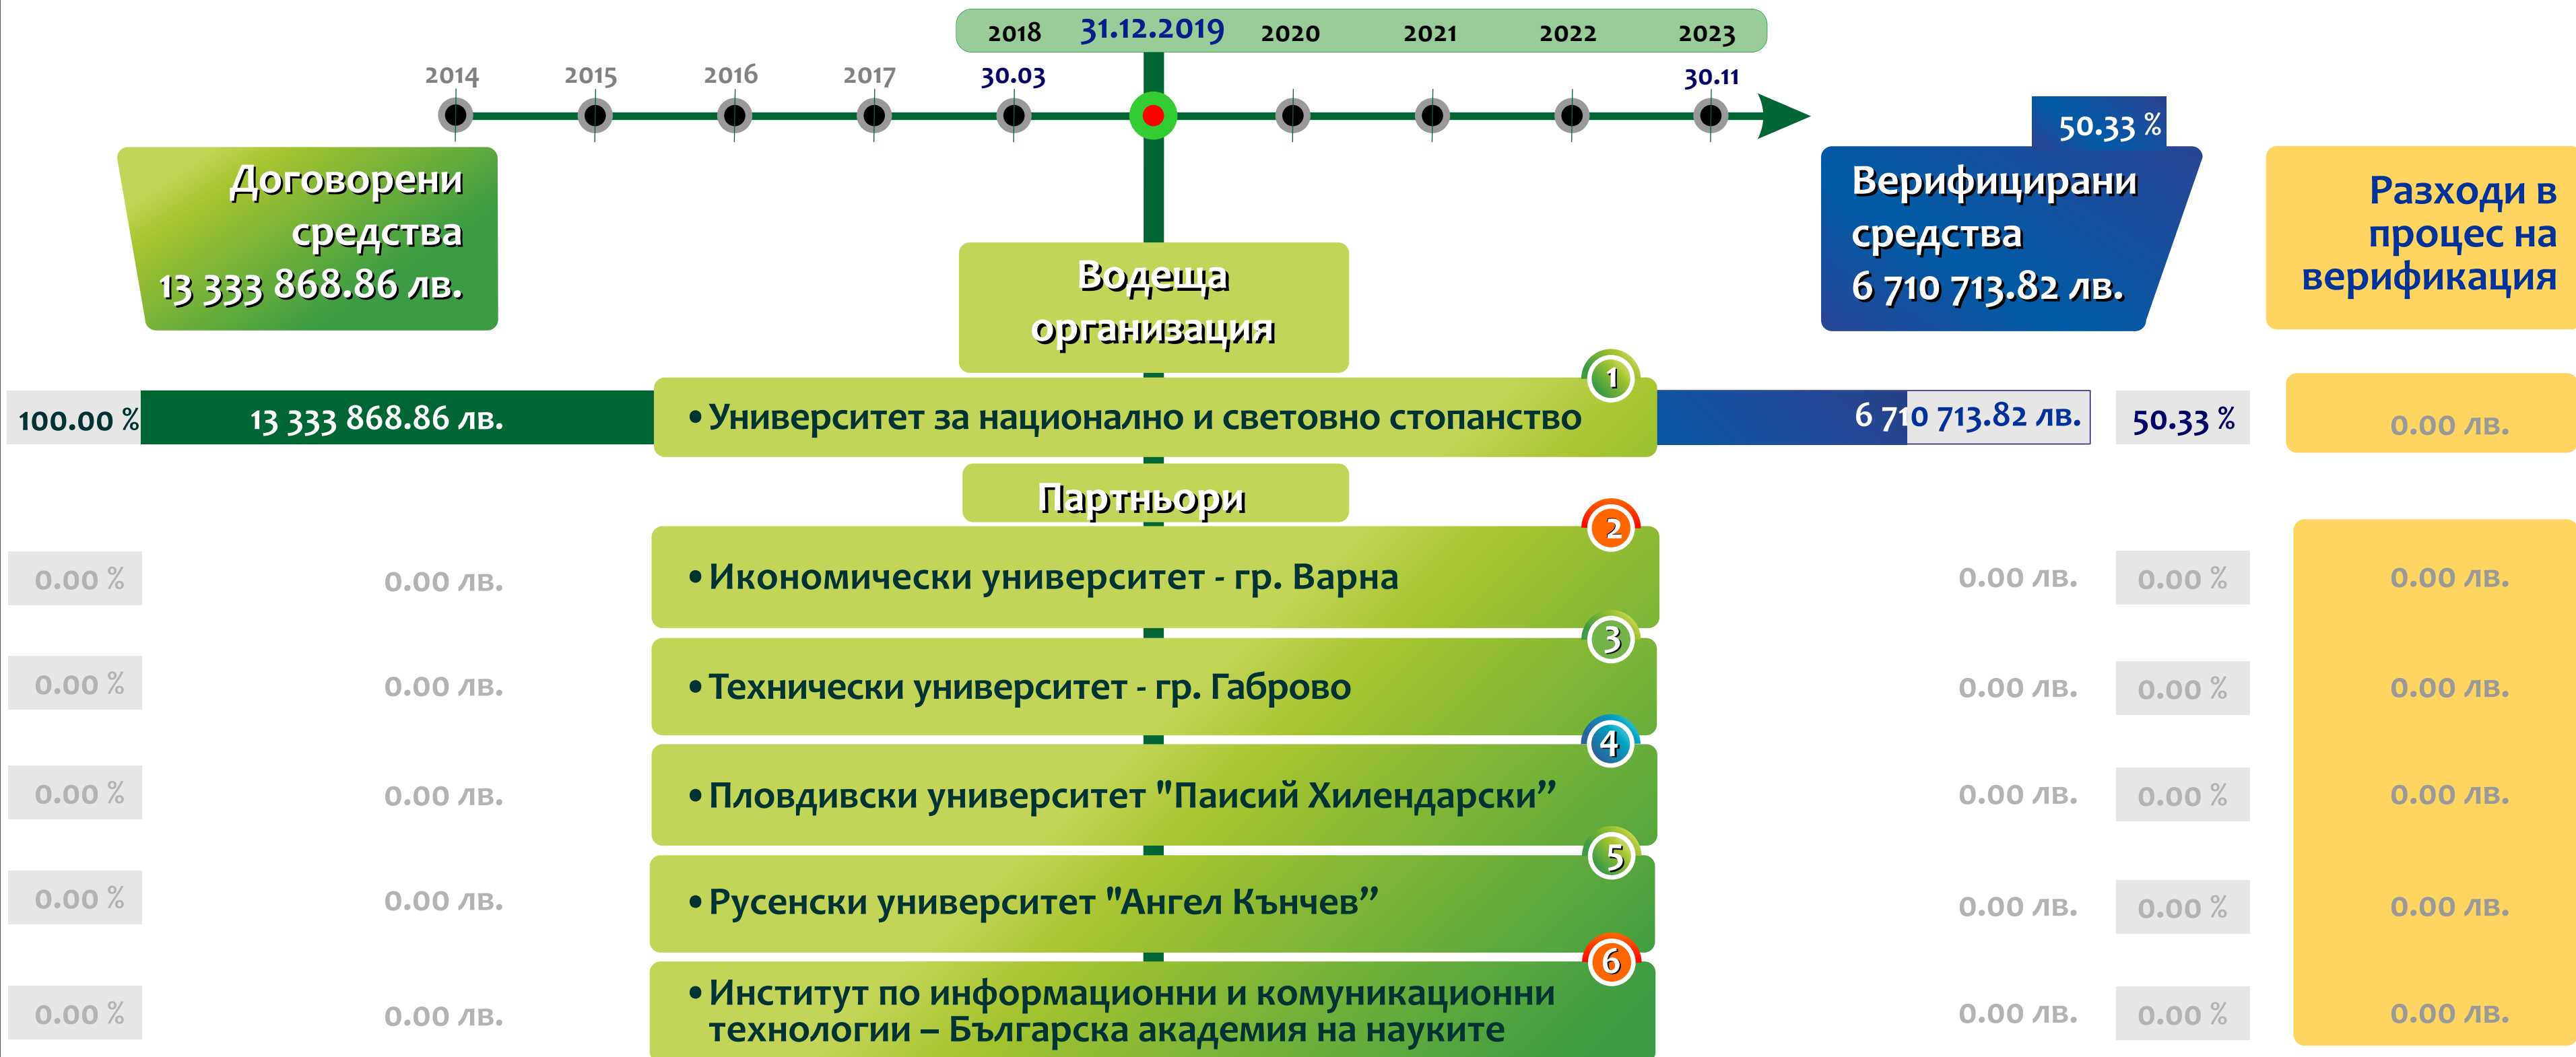 2018 31.12.2019 2020 2021 2022 2023
2014 2015 2016 2017 30.03 30.11
Договорени
средства
13 333 868.86 лв.
Водеща
организация
50.33 %
Верифицирани
средства
6 710 713.82 лв.
Разходи в
процес на
верификация
100.00 % 13 333 868.86 лв. • Университет за национално и световно стопанство 1 6 710 713.82 лв. 50.33 % 0.00 лв.
Партньори
0.00 % 0.00 лв. • Икономически университет - гр. Варна 2 0.00 лв. 0.00 % 0.00 лв.
0.00 % 0.00 лв. • Технически университет - гр. Габрово 3 0.00 лв. 0.00 % 0.00 лв.
0.00 % 0.00 лв. • Пловдивски университет "Паисий Хилендарски” 4 0.00 лв. 0.00 % 0.00 лв.
0.00 % 0.00 лв. • Русенски университет "Ангел Кънчев” 5 0.00 лв. 0.00 % 0.00 лв.
0.00 % 0.00 лв. • Институт по информационни и комуникационни 6 0.00 лв. 0.00 % 0.00 лв.
технологии – Българска академия на науките